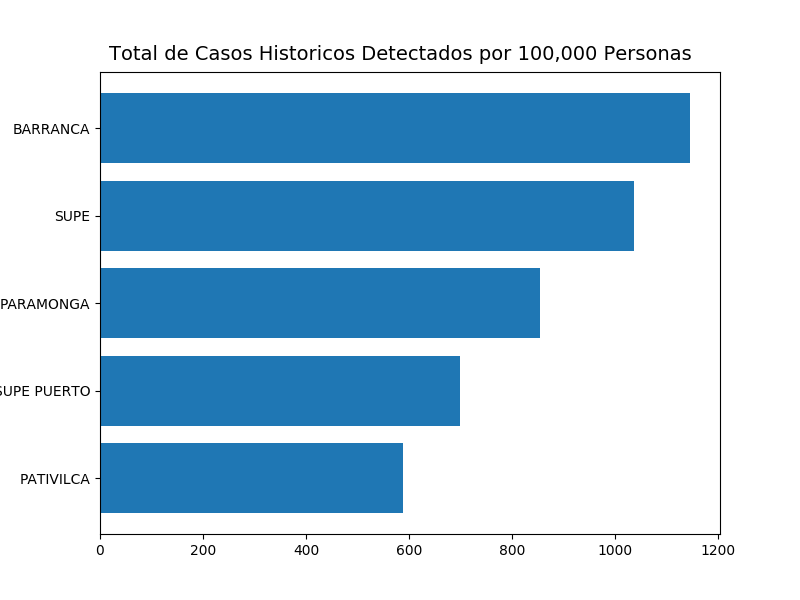 Total de Casos Historicos Detectados por 100,000 Personas
BARRANCA
SUPE
PARAMONGA
SUPE PUERTO
PATIVILCA
0 200 400 600 800 1000 1200